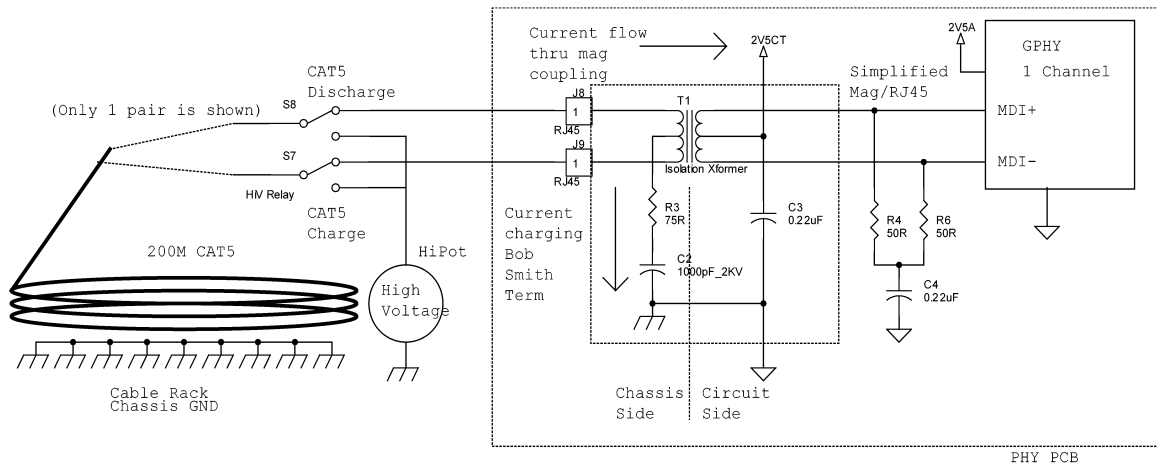 Current flow
thru mag
coupling
2V5CT
2V5A
GPHY
1 Channel
CAT5
Discharge
Simplified
Mag/RJ45
(Only 1 pair is shown)
S8
J8
1
RJ45
T1
MDI+
S7
J9
1
RJ45
Isolation Xformer
MDI-
HiV Relay
CAT5
Charge
Current
charging
Bob
Smith
Term
R3
75R
C3
0.22uF
R4
50R
R6
50R
200M CAT5
HiPot
C2
1000pF_2KV
C4
0.22uF
High
Voltage
Cable Rack
Chassis GND
Chassis
Side
Circuit
Side
PHY PCB